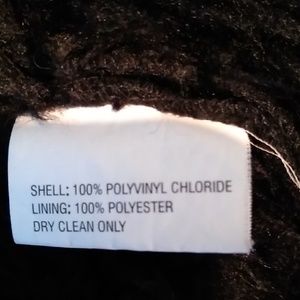 SHELL: 100% POLYVINYL CHLORIDE
LINING: 100% POLYESTER
DRY CLEAN ONLY